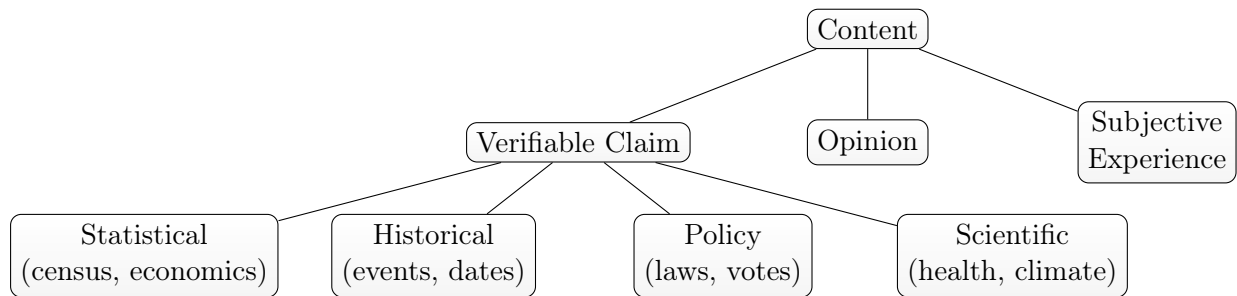 Content
Verifiable Claim
Opinion
Subjective
Experience
Statistical
(census, economics)
Historical
(events, dates)
Policy
(laws, votes)
Scientific
(health, climate)